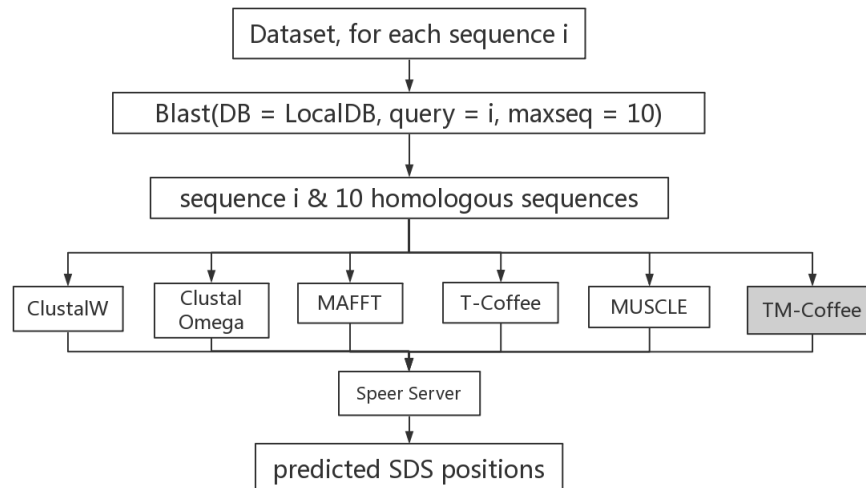 Dataset, for each sequence i
Blast(DB = LocalDB, query = i, maxseq = 10)
sequence i & 10 homologous sequences
ClustalW
Clustal
Omega
MAFFT
T-Coffee
MUSCLE
TM-Coffee
Speer Server
predicted SDS positions